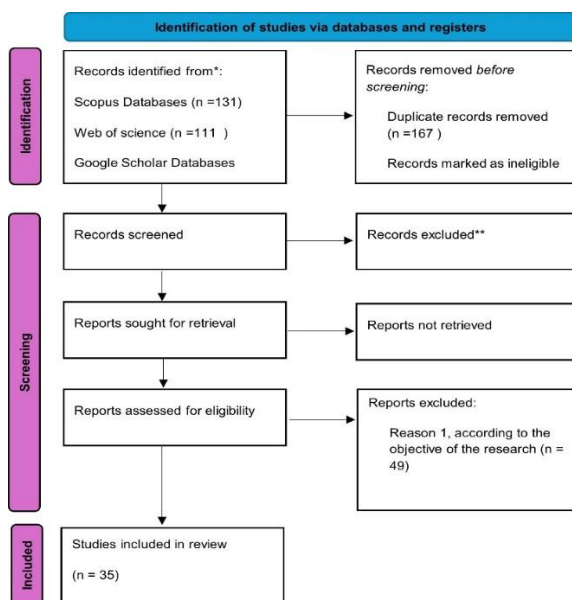 Identification of studies via databases and registers
Identification
Records identified from*:
Scopus Databases (n =131)
Web of science (n =111 )
Google Scholar Databases
Records removed before
screening:
Duplicate records removed
(n =167 )
Records marked as ineligible
Screening
Records screened
Records excluded**
Reports sought for retrieval
Reports not retrieved
Reports assessed for eligibility
Reports excluded:
Reason 1, according to the
objective of the research (n =
49)
Included
Studies included in review
(n = 35)